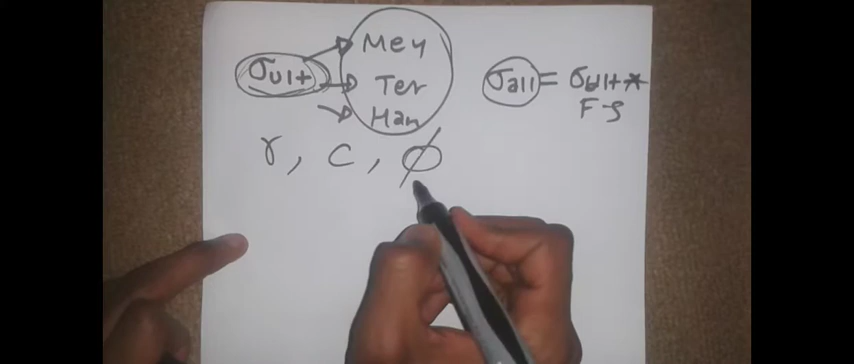 σult → Mey
→ Ter
→ Han
σall = σult *
F-S
γ, c, φ